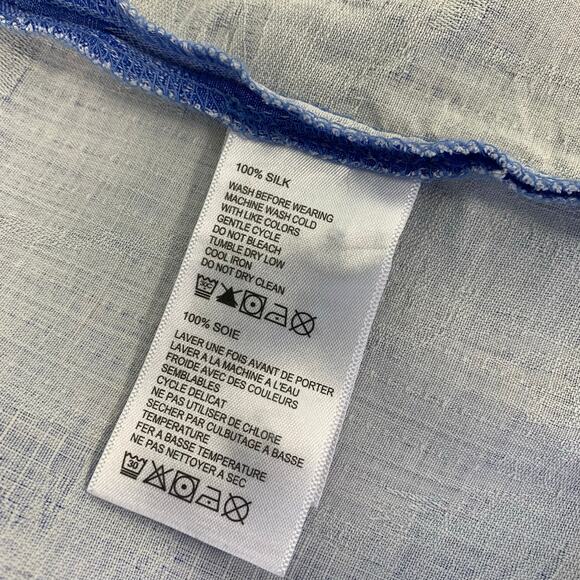 100% SILK
WASH BEFORE WEARING
MACHINE WASH COLD
WITH LIKE COLORS
GENTLE CYCLE
DO NOT BLEACH
TUMBLE DRY LOW
COOL IRON
DO NOT DRY CLEAN
30C
100% SOIE
LAVER UNE FOIS AVANT DE PORTER
LAVER A LA MACHINE A L'EAU
FROIDE AVEC DES COULEURS
SEMBLABLES
CYCLE DELICAT
NE PAS UTILISER DE CHLORE
SECHER PAR CULBUTAGE A BASSE
TEMPERATURE
FER A BASSE TEMPERATURE
NE PAS NETTOYER A SEC
30